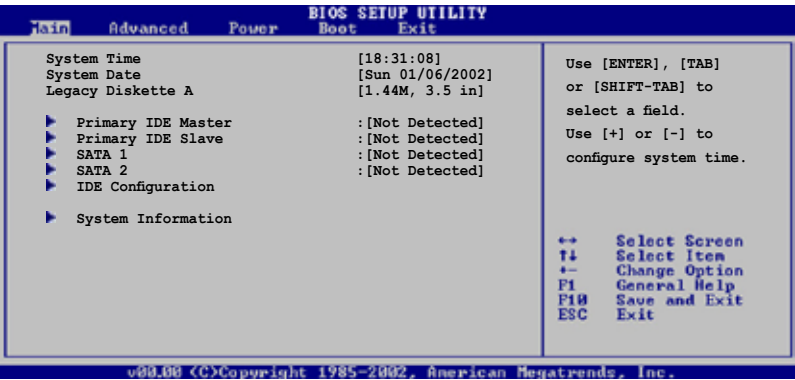 BIOS SETUP UTILITY
Main Advanced Power Boot Exit
System Time [18:31:08]
System Date [Sun 01/06/2002]
Legacy Diskette A [1.44M, 3.5 in]
Primary IDE Master :[Not Detected]
Primary IDE Slave :[Not Detected]
SATA 1 :[Not Detected]
SATA 2 :[Not Detected]
IDE Configuration
System Information
Use [ENTER], [TAB]
or [SHIFT-TAB] to
select a field.
Use [+] or [-] to
configure system time.
↔ Select Screen
↑↓ Select Item
+- Change Option
F1 General Help
F10 Save and Exit
ESC Exit
v00.00 (C)Copyright 1985-2002, American Megatrends, Inc.